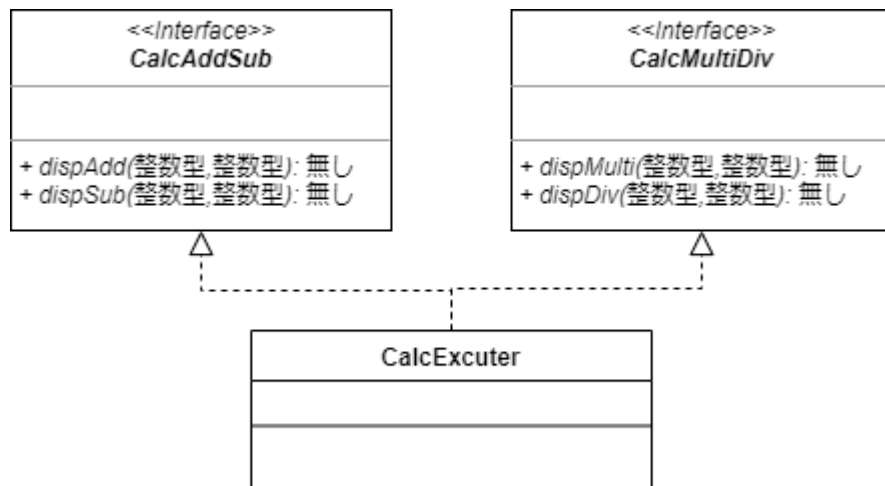 <<Interface>>
CalcAddSub
+ dispAdd(整数型,整数型): 無し
+ dispSub(整数型,整数型): 無し
<<Interface>>
CalcMultiDiv
+ dispMulti(整数型,整数型): 無し
+ dispDiv(整数型,整数型): 無し
CalcExcuter